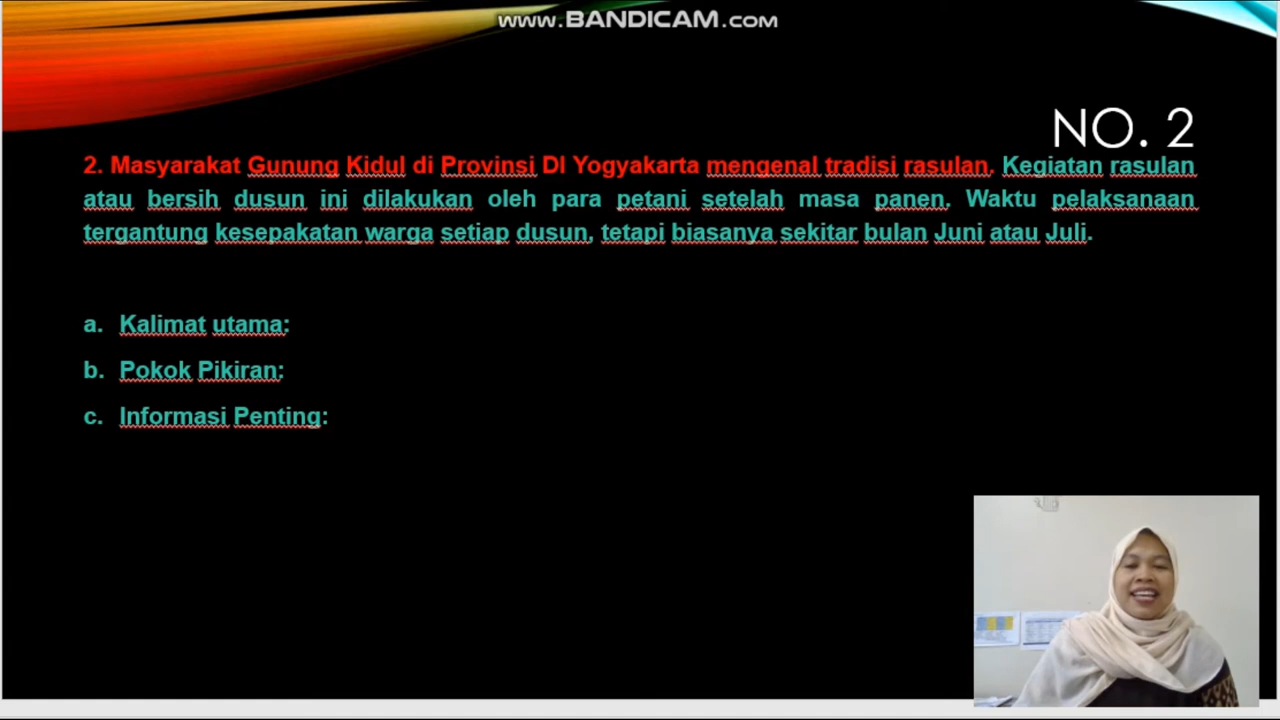 www.BANDICAM.com
NO. 2
2. Masyarakat Gunung Kidul di Provinsi DI Yogyakarta mengenal tradisi rasulan. Kegiatan rasulan
atau bersih dusun ini dilakukan oleh para petani setelah masa panen. Waktu pelaksanaan
tergantung kesepakatan warga setiap dusun, tetapi biasanya sekitar bulan Juni atau Juli.
a. Kalimat utama:
b. Pokok Pikiran:
c. Informasi Penting: